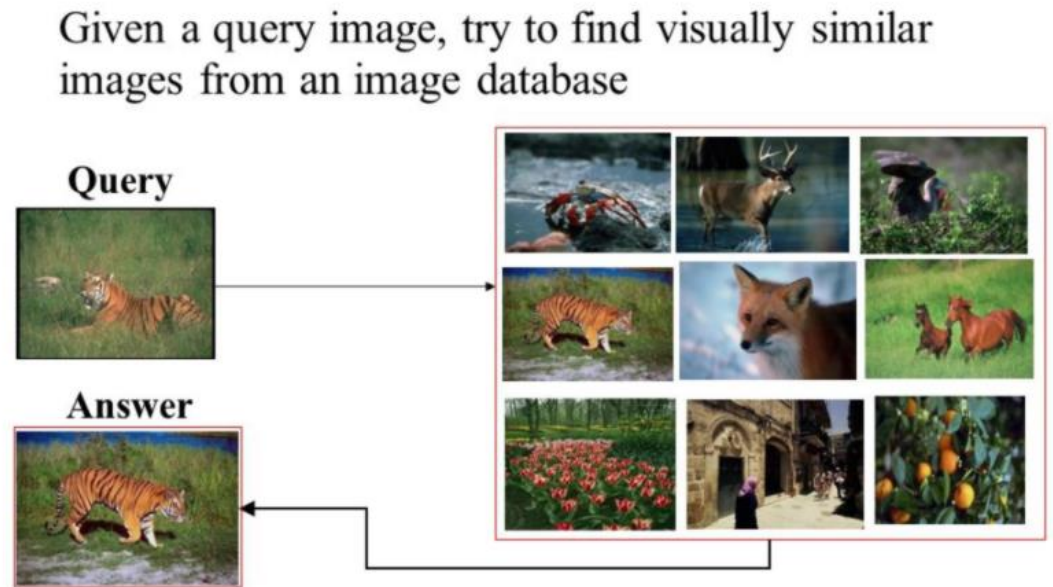 Given a query image, try to find visually similar
images from an image database
Query
Answer